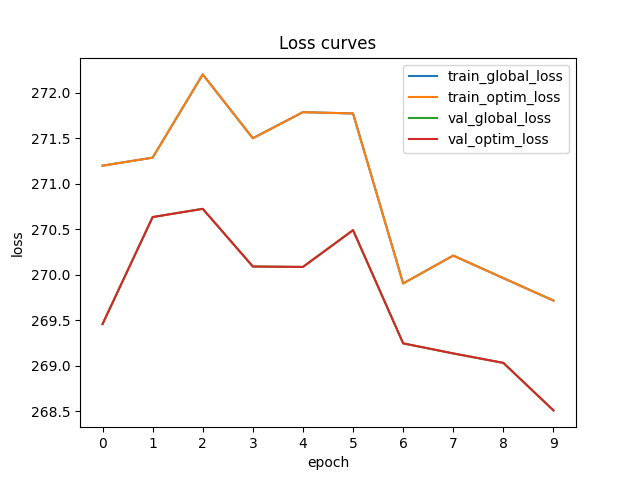 Loss curves
train_global_loss
train_optim_loss
val_global_loss
val_optim_loss
272.0
271.5
271.0
270.5
270.0
269.5
269.0
268.5
loss
0 1 2 3 4 5 6 7 8 9
epoch